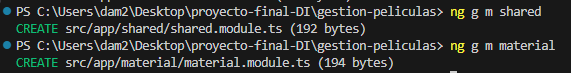 PS C:\Users\dam2\Desktop\proyecto-final-DI\gestion-peliculas> ng g m shared
CREATE src/app/shared/shared.module.ts (192 bytes)
PS C:\Users\dam2\Desktop\proyecto-final-DI\gestion-peliculas> ng g m material
CREATE src/app/material/material.module.ts (194 bytes)